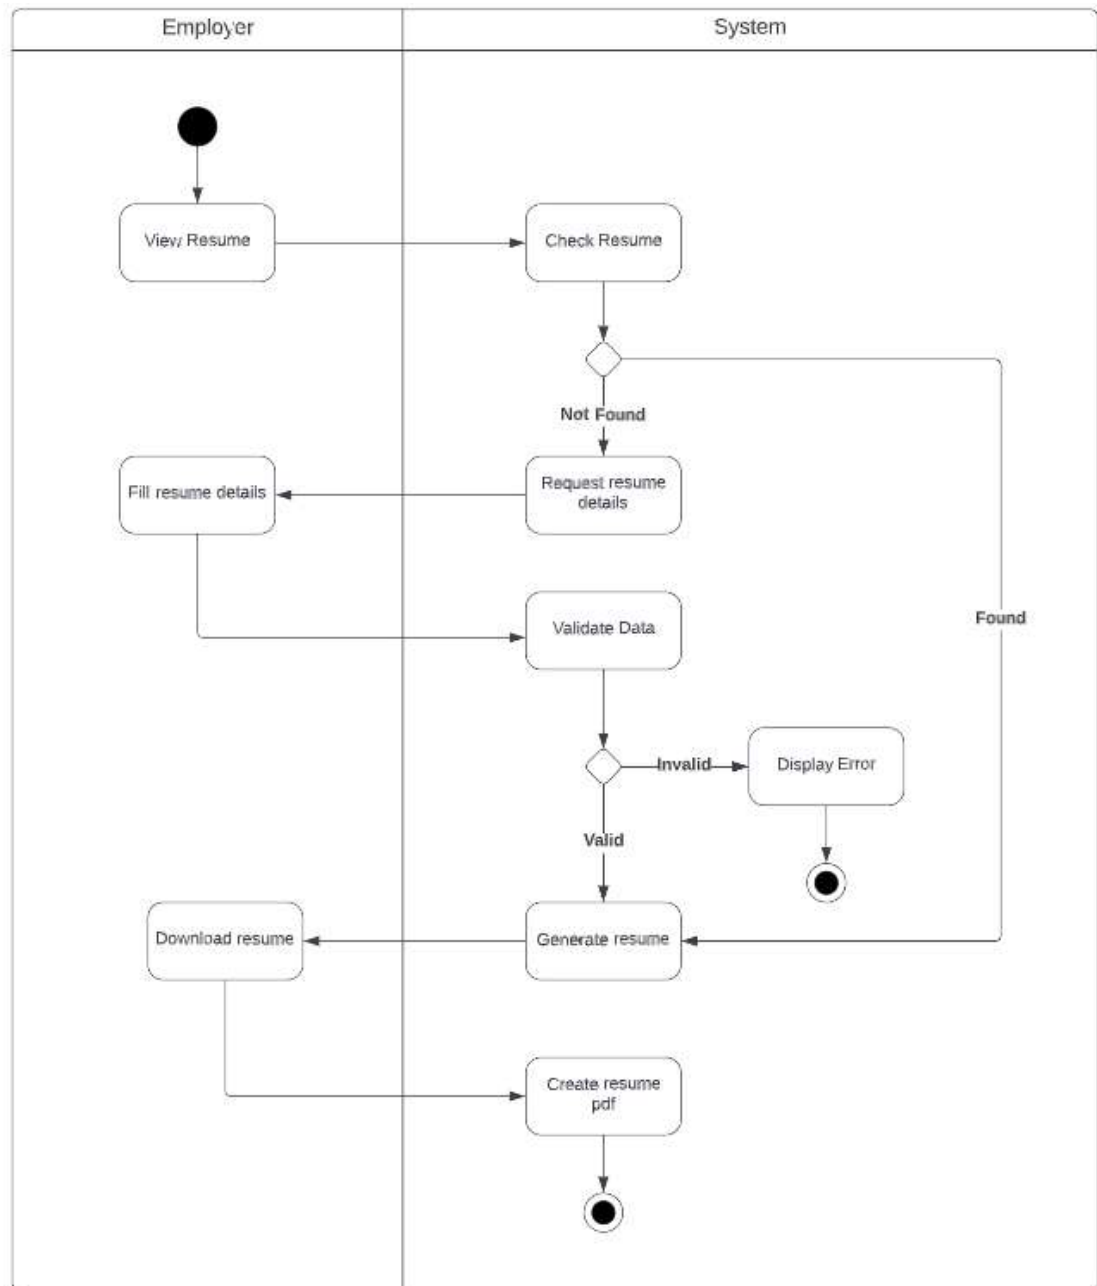 Employer
System
View Resume
Check Resume
Not Found
Fill resume details
Request resume
details
Validate Data
Found
Invalid
Display Error
Valid
Download resume
Generate resume
Create resume
pdf